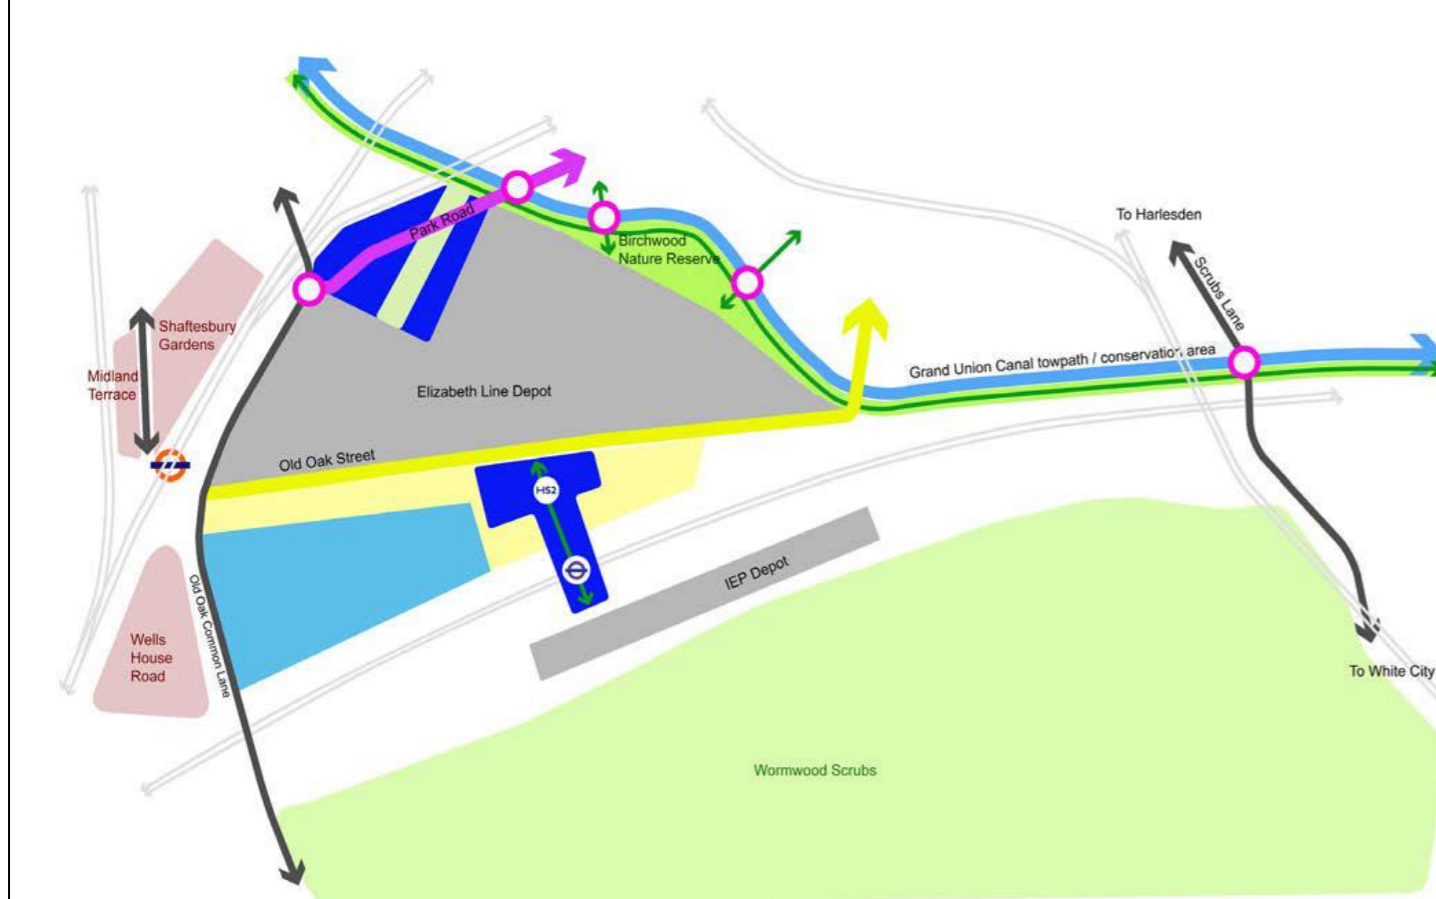 To Harlesden
Park Road
Birchwood
Nature Reserve
Scrubs Lane
Shaftesbury
Gardens
Midland
Terrace
Grand Union Canal towpath / conservation area
Elizabeth Line Depot
Old Oak Street
HS2
IEP Depot
Old Oak Common Lane
Wells
House
Road
To White City
Wormwood Scrubs